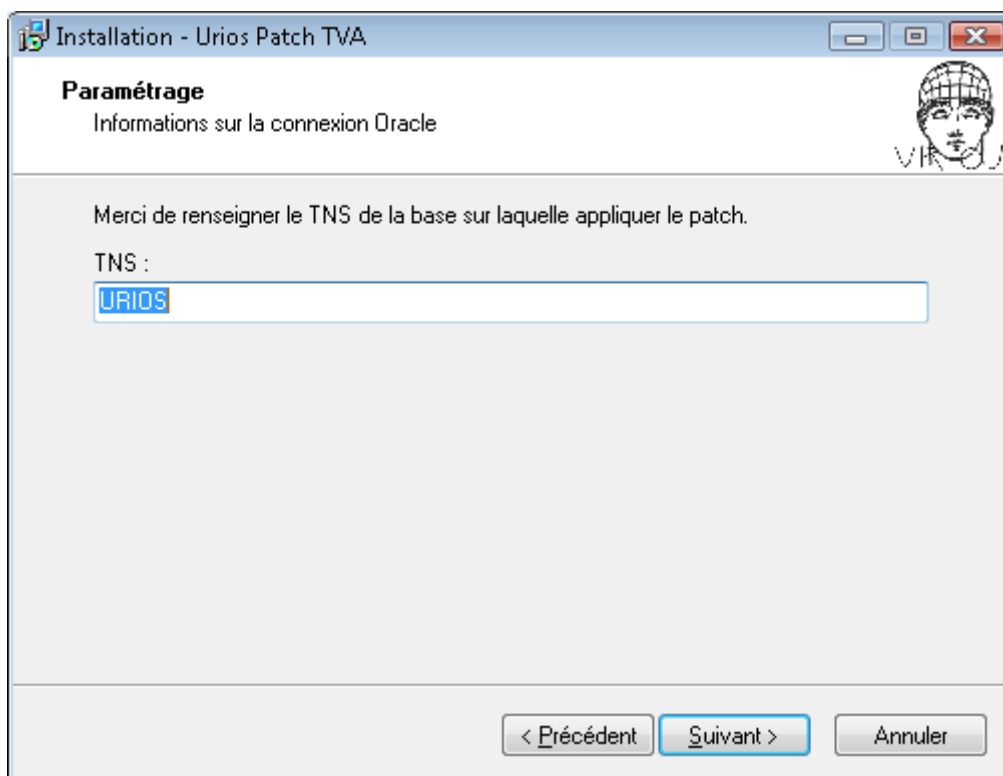 Installation - Urios Patch TVA
Paramétrage
Informations sur la connexion Oracle
Merci de renseigner le TNS de la base sur laquelle appliquer le patch.
TNS :
URIOS
< Précédent
Suivant >
Annuler